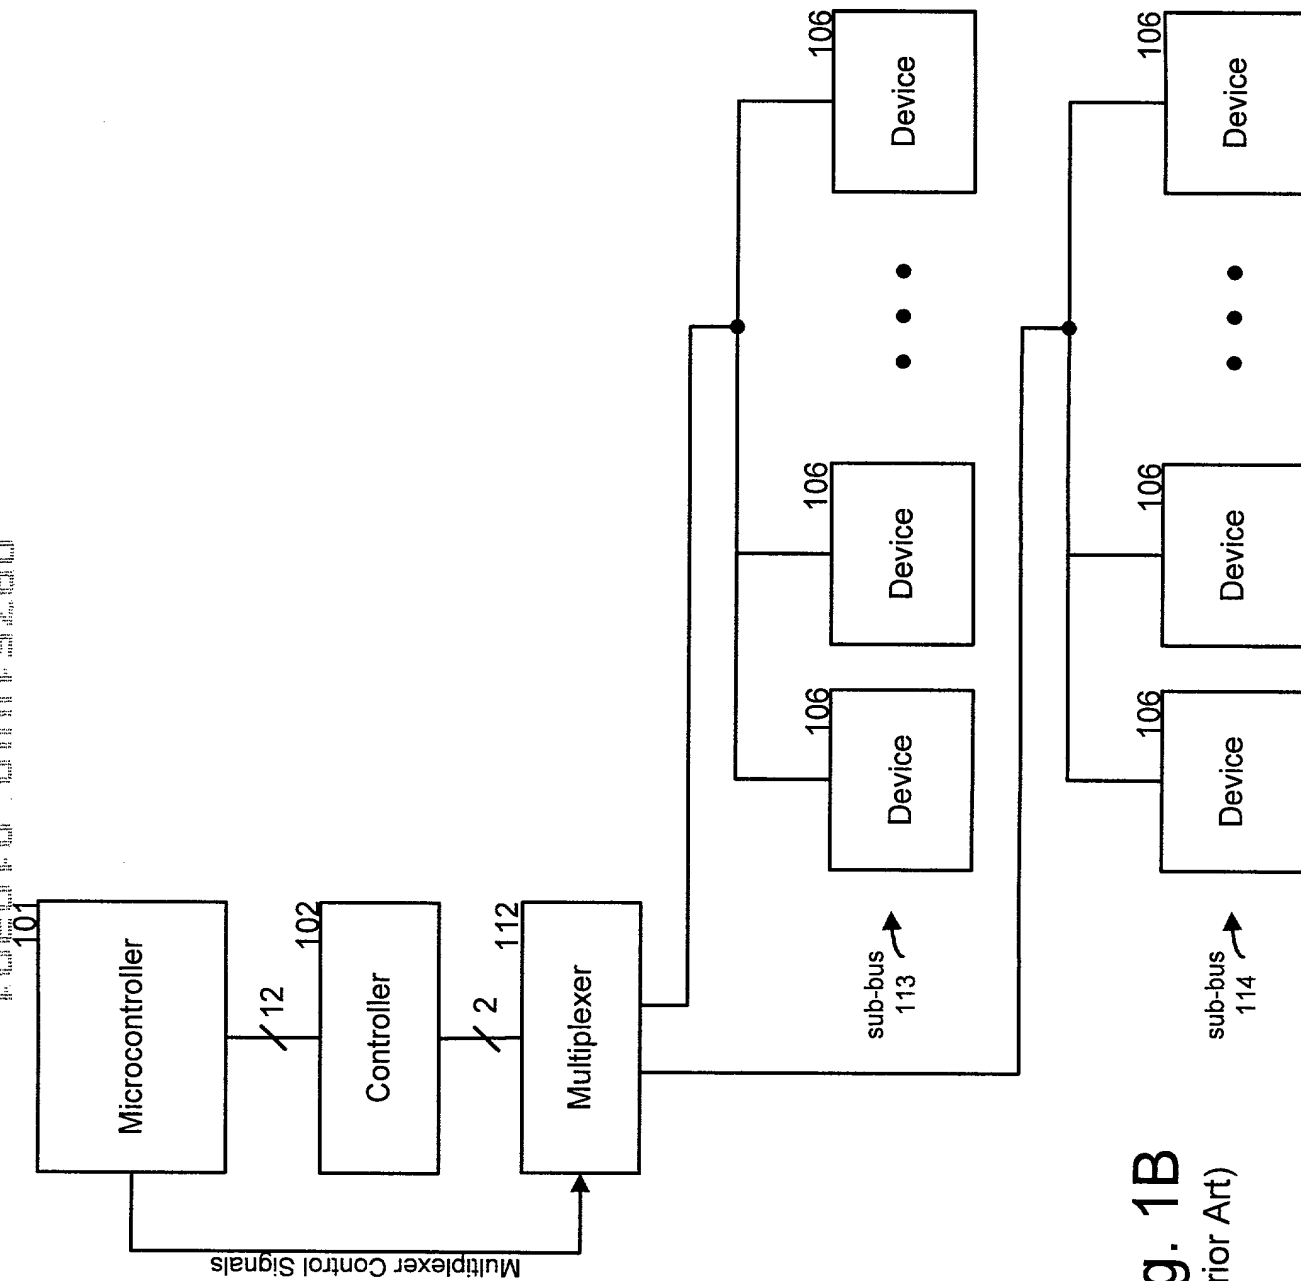 101
Microcontroller
12
102
Controller
2
112
Multiplexer
Multiplexer Control Signals
sub-bus
113
106
Device
106
Device
106
Device
sub-bus
114
106
Device
106
Device
106
Device
g. 1B
rior Art)